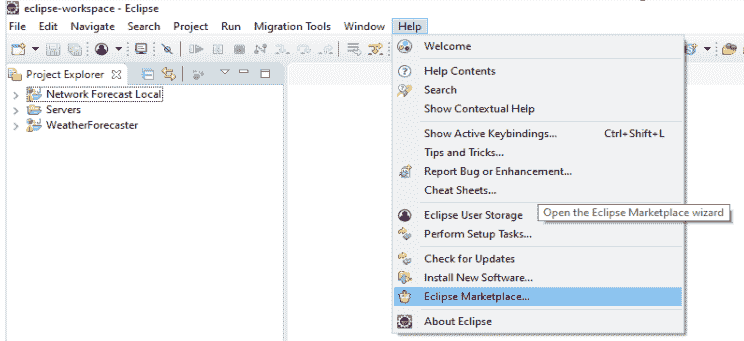 eclipse-workspace - Eclipse
File Edit Navigate Search Project Run Migration Tools Window Help
Project Explorer
Network Forecast Local
Servers
WeatherForecaster
Welcome
Help Contents
Search
Show Contextual Help
Show Active Keybindings... Ctrl+Shift+L
Tips and Tricks...
Report Bug or Enhancement...
Cheat Sheets...
Eclipse User Storage
Open the Eclipse Marketplace wizard
Perform Setup Tasks...
Check for Updates
Install New Software...
Eclipse Marketplace...
About Eclipse